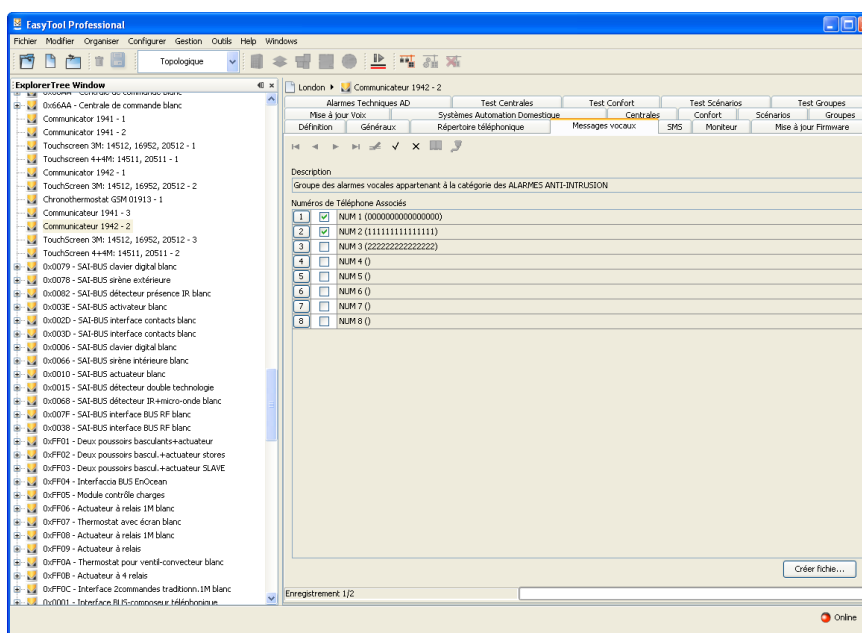 EasyTool Professional
Fichier Modifier Organiser Configurer Gestion Outils Help Windows
Topologique
ExplorerTree Window
0x66AA - Centrale de commande blanc
0x66AA - Centrale de commande blanc
Communicator 1941 - 1
Communicator 1941 - 2
Touchscreen 3M: 14512, 16952, 20512 - 1
Touchscreen 4+4M: 14511, 20511 - 1
Communicator 1942 - 1
TouchScreen 3M: 14512, 16952, 20512 - 2
Chronothermostat GSM 01913 - 1
Communicateur 1941 - 3
Communicateur 1942 - 2
TouchScreen 3M: 14512, 16952, 20512 - 3
TouchScreen 4+4M: 14511, 20511 - 2
0x0079 - SAI-BUS clavier digital blanc
0x0078 - SAI-BUS sirène extérieure
0x0082 - SAI-BUS détecteur présence IR blanc
0x003E - SAI-BUS activateur blanc
0x002D - SAI-BUS interface contacts blanc
0x003D - SAI-BUS interface contacts blanc
0x0006 - SAI-BUS clavier digital blanc
0x0066 - SAI-BUS sirène intérieure blanc
0x0010 - SAI-BUS actuateur blanc
0x0015 - SAI-BUS détecteur double technologie
0x0068 - SAI-BUS détecteur IR+micro-onde blanc
0x007F - SAI-BUS interface BUS RF blanc
0x0038 - SAI-BUS interface BUS RF blanc
0xFF01 - Deux poussoirs basculants+actuateur
0xFF02 - Deux poussoirs bascul.+actuateur stores
0xFF03 - Deux poussoirs bascul.+actuateur SLAVE
0xFF04 - Interfaccia BUS EnOcean
0xFF05 - Module contrôle charges
0xFF06 - Actuateur à relais 1M blanc
0xFF07 - Thermostat avec écran blanc
0xFF08 - Actuateur à relais 1M blanc
0xFF09 - Actuateur à relais
0xFF0A - Thermostat pour ventil-convecteur blanc
0xFF0B - Actuateur à 4 relais
0xFF0C - Interface 2commandes traditionn.1M blanc
0x0001 - Interface BUS-composeur téléphonique
London Communicateur 1942 - 2
Alarmes Techniques AD Test Centrales Test Confort Test Scénarios Test Groupes
Mise à jour Voix Systèmes Automation Domestique Centrales Confort Scénarios Groupes
Définition Généraux Répertoire téléphonique Messages vocaux SMS Moniteur Mise à jour Firmware
Description
Groupe des alarmes vocales appartenant à la catégorie des ALARMES ANTI-INTRUSION
Numéros de Téléphone Associés
1 NUM 1 (0000000000000000)
2 NUM 2 (111111111111111)
3 NUM 3 (222222222222222)
4 NUM 4 ()
5 NUM 5 ()
6 NUM 6 ()
7 NUM 7 ()
8 NUM 8 ()
Créer fichie...
Enregistrement 1/2
Online